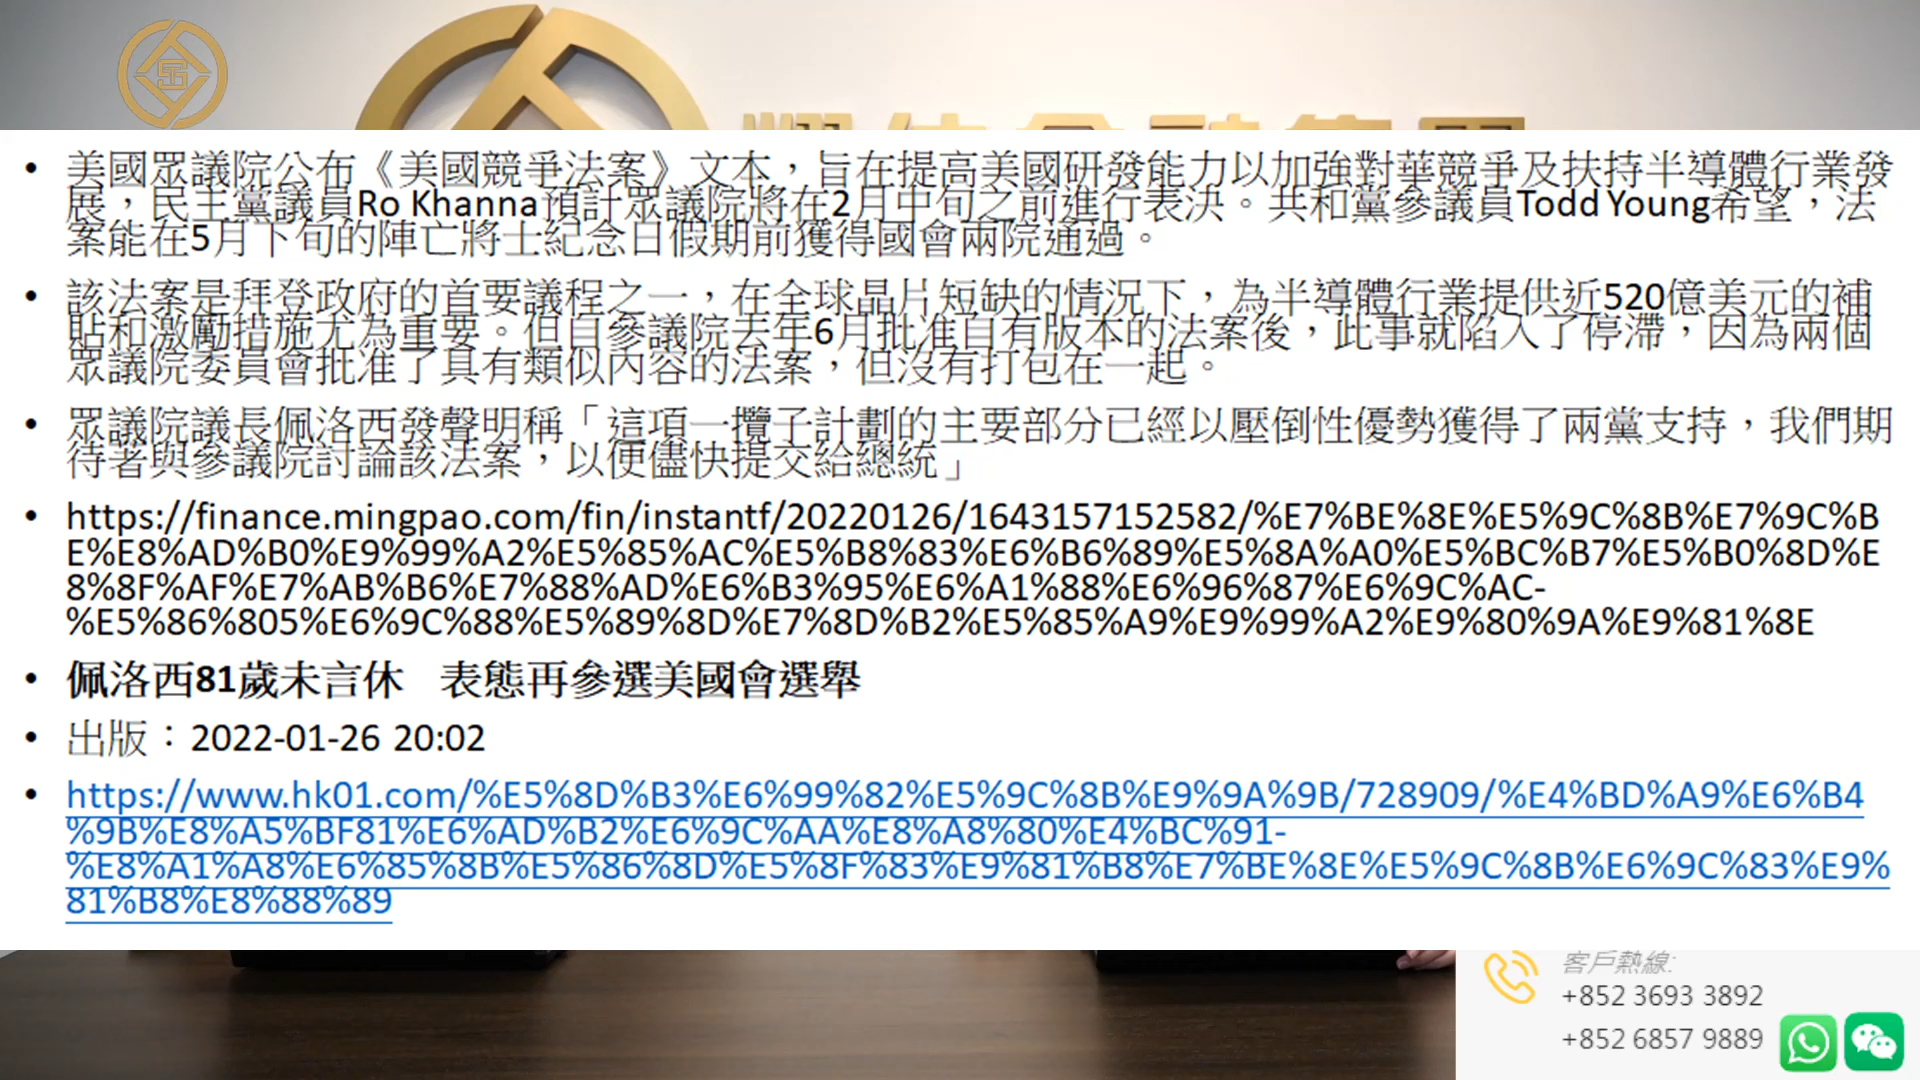 • 美國眾議院公布《美國競爭法案》文本，旨在提高美國研發能力以加強對華競爭及扶持半導體行業發
展，民主黨議員Ro Khanna預計眾議院將在2月中旬之前進行表決。共和黨參議員Todd Young希望，法
案能在5月下旬的陣亡將士紀念日假期前獲得國會兩院通過。
• 該法案是拜登政府的首要議程之一，在全球晶片短缺的情況下，為半導體行業提供近520億美元的補
貼和激勵措施尤為重要。但自參議院去年6月批准自有版本的法案後，此事就陷入了停滯，因為兩個
眾議院委員會批准了具有類似內容的法案，但沒有打包在一起。
• 眾議院議長佩洛西發聲明稱「這項一攬子計劃的主要部分已經以壓倒性優勢獲得了兩黨支持，我們期
待著與參議院討論該法案，以便儘快提交給總統」
• https://finance.mingpao.com/fin/instantf/20220126/1643157152582/%E7%BE%8E%E5%9C%8B%E7%9C%B
E%E8%AD%B0%E9%99%A2%E5%85%AC%E5%B8%83%E6%B6%89%E5%8A%A0%E5%BC%B7%E5%B0%8D%E
8%8F%AF%E7%AB%B6%E7%88%AD%E6%B3%95%E6%A1%88%E6%96%87%E6%9C%AC-
%E5%86%805%E6%9C%88%E5%89%8D%E7%8D%B2%E5%85%A9%E9%99%A2%E9%80%9A%E9%81%8E
• 佩洛西81歲未言休 表態再參選美國會選舉
• 出版：2022-01-26 20:02
• https://www.hk01.com/%E5%8D%B3%E6%99%82%E5%9C%8B%E9%9A%9B/728909/%E4%BD%A9%E6%B4
%9B%E8%A5%BF81%E6%AD%B2%E6%9C%AA%E8%A8%80%E4%BC%91-
%E8%A1%A8%E6%85%8B%E5%86%8D%E5%8F%83%E9%81%B8%E7%BE%8E%E5%9C%8B%E6%9C%83%E9%
81%B8%E8%88%89
客戶熱線:
+852 3693 3892
+852 6857 9889